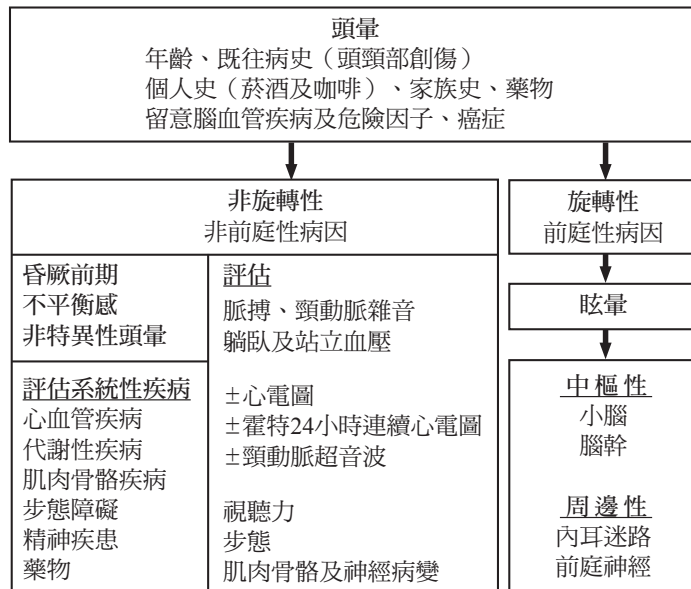 頭暈
年齡、既往病史（頭頸部創傷）
個人史（菸酒及咖啡）、家族史、藥物
留意腦血管疾病及危險因子、癌症
非旋轉性
非前庭性病因
昏厥前期
不平衡感
非特異性頭暈
評估系統性疾病
心血管疾病
代謝性疾病
肌肉骨骼疾病
步態障礙
精神疾患
藥物
評估
脈搏、頸動脈雜音
躺臥及站立血壓
±心電圖
±霍特24小時連續心電圖
±頸動脈超音波
視聽力
步態
肌肉骨骼及神經病變
旋轉性
前庭性病因
眩暈
中樞性
小腦
腦幹
周邊性
內耳迷路
前庭神經